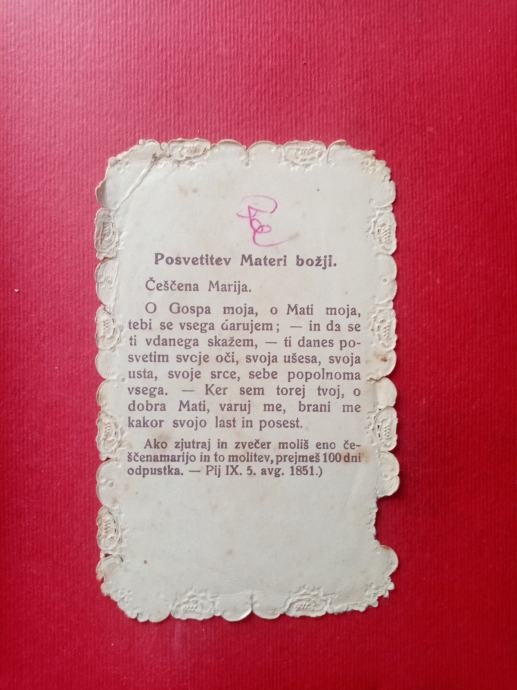 Posvetitev Materi božji.
Češčena Marija.
O Gospa moja, o Mati moja,
tebi se vsega darujem; — in da se
ti vdanega skažem, — ti danes po-
svetim svoje oči, svoja ušesa, svoja
usta, svoje srce, sebe popolnoma
vsega. — Ker sem torej tvoj, o
dobra Mati, varuj me, brani me
kakor svojo last in posest.
Ako zjutraj in zvečer moliš eno če-
ščenamarijo in to molitev, prejmeš 100 dni
odpustka. — Pij IX. 5. avg. 1851.)